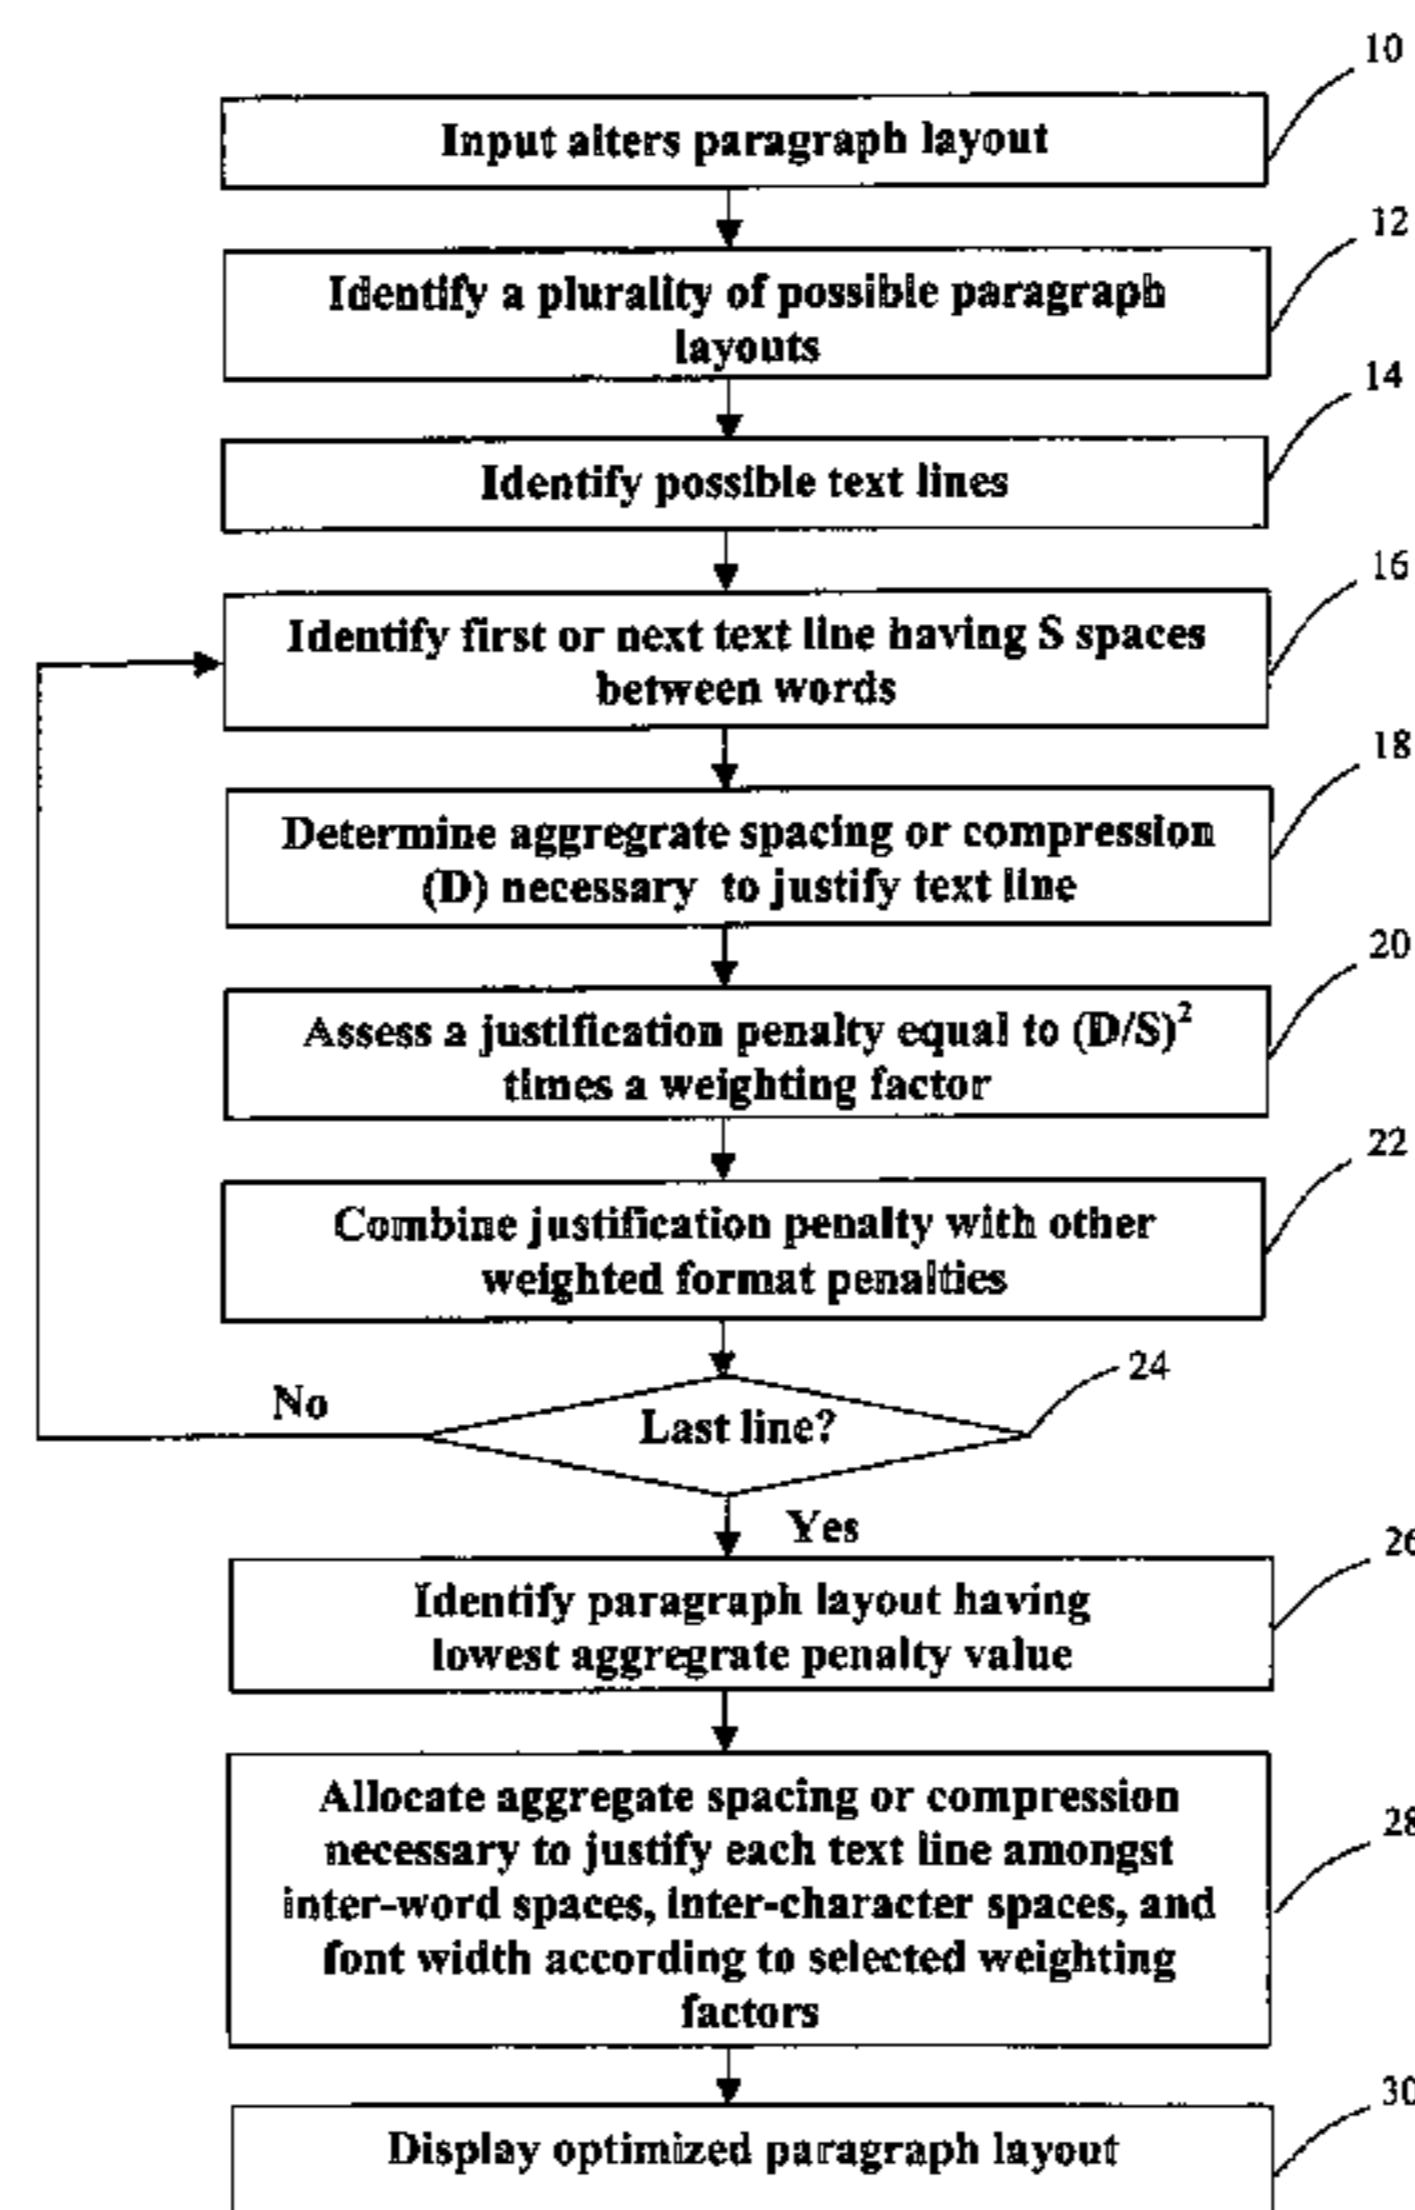 10
Input alters paragraph layout
12
Identify a plurality of possible paragraph
layouts
14
Identify possible text lines
16
Identify first or next text line having S spaces
between words
18
Determine aggregrate spacing or compression
(D) necessary to justify text line
20
Assess a justification penalty equal to (D/S)²
times a weighting factor
22
Combine justification penalty with other
weighted format penalties
24
No
Last line?
Yes
26
Identify paragraph layout having
lowest aggregrate penalty value
28
Allocate aggregate spacing or compression
necessary to justify each text line amongst
inter-word spaces, inter-character spaces, and
font width according to selected weighting
factors
30
Display optimized paragraph layout